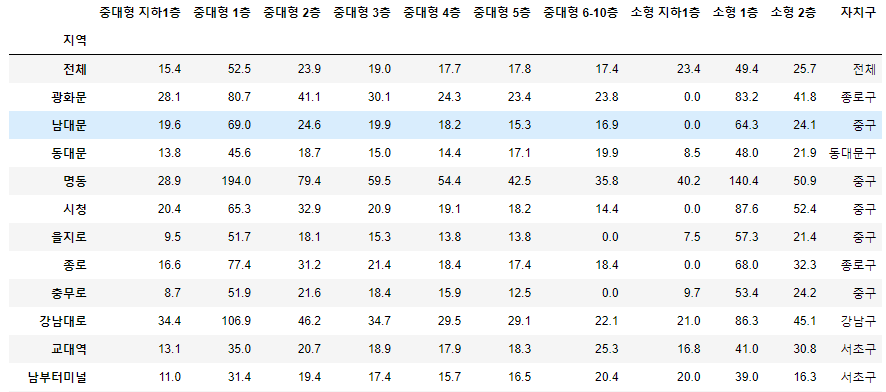 중대형 지하1층 중대형 1층 중대형 2층 중대형 3층 중대형 4층 중대형 5층 중대형 6-10층 소형 지하1층 소형 1층 소형 2층 자치구
지역
전체 15.4 52.5 23.9 19.0 17.7 17.8 17.4 23.4 49.4 25.7 전체
광화문 28.1 80.7 41.1 30.1 24.3 23.4 23.8 0.0 83.2 41.8 종로구
남대문 19.6 69.0 24.6 19.9 18.2 15.3 16.9 0.0 64.3 24.1 중구
동대문 13.8 45.6 18.7 15.0 14.4 17.1 19.9 8.5 48.0 21.9 동대문구
명동 28.9 194.0 79.4 59.5 54.4 42.5 35.8 40.2 140.4 50.9 중구
시청 20.4 65.3 32.9 20.9 19.1 18.2 14.4 0.0 87.6 52.4 중구
을지로 9.5 51.7 18.1 15.3 13.8 13.8 0.0 7.5 57.3 21.4 중구
종로 16.6 77.4 31.2 21.4 18.4 17.4 18.4 0.0 68.0 32.3 종로구
충무로 8.7 51.9 21.6 18.4 15.9 12.5 0.0 9.7 53.4 24.2 중구
강남대로 34.4 106.9 46.2 34.7 29.5 29.1 22.1 21.0 86.3 45.1 강남구
교대역 13.1 35.0 20.7 18.9 17.9 18.3 25.3 16.8 41.0 30.8 서초구
남부터미널 11.0 31.4 19.4 17.4 15.7 16.5 20.4 20.0 39.0 16.3 서초구